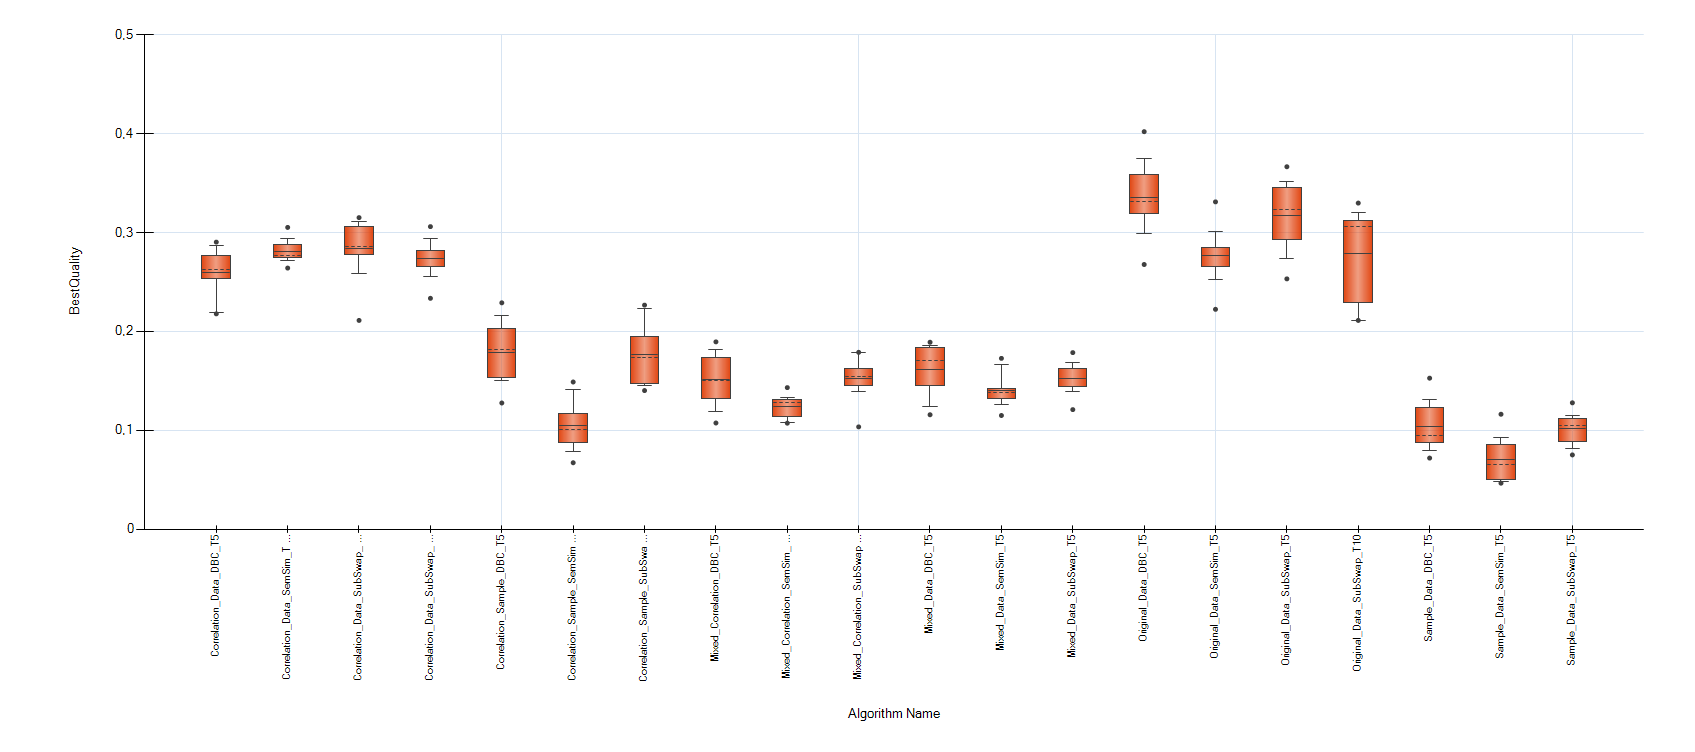 0,5
0,4
0,3
0,2
0,1
0
BestQuality
Correlation_Data_DBC_T5
Correlation_Data_SemSim_T ...
Correlation_Data_SubSwap_ ...
Correlation_Data_SubSwap_ ...
Correlation_Sample_DBC_T5
Correlation_Sample_SemSim ...
Correlation_Sample_SubSwa ...
Mixed_Correlation_DBC_T5
Mixed_Correlation_SemSim_ ...
Mixed_Correlation_SubSwap ...
Mixed_Data_DBC_T5
Mixed_Data_SemSim_T5
Mixed_Data_SubSwap_T5
Original_Data_DBC_T5
Original_Data_SemSim_T5
Original_Data_SubSwap_T5
Original_Data_SubSwap_T10
Sample_Data_DBC_T5
Sample_Data_SemSim_T5
Sample_Data_SubSwap_T5
Algorithm Name